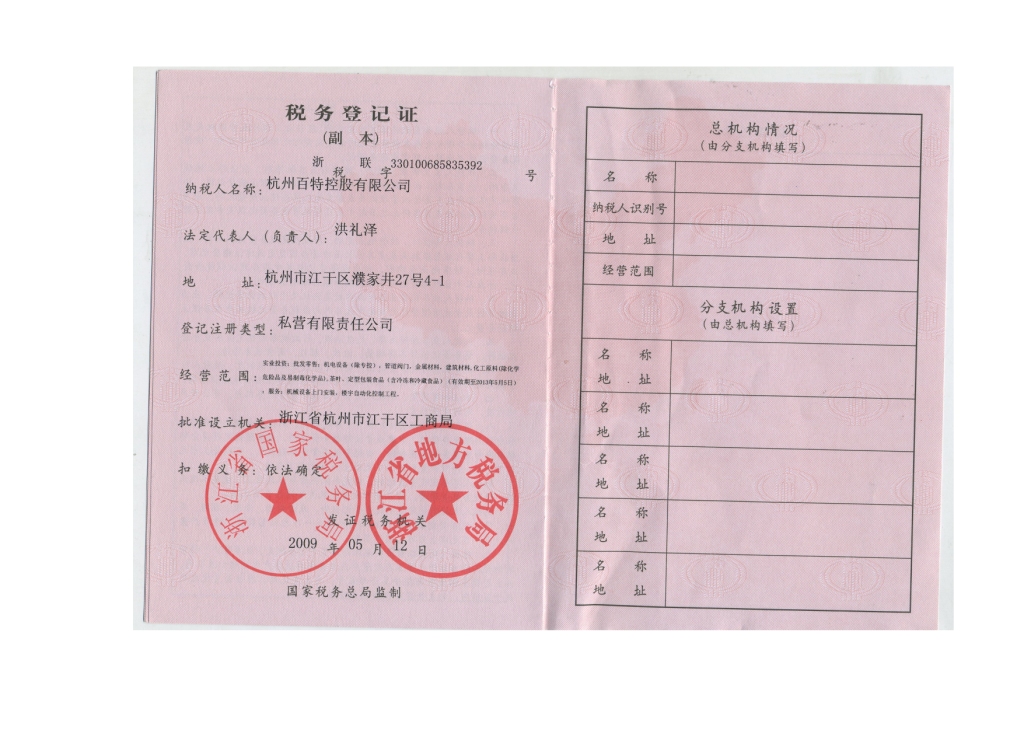 税务登记证
(副 本)
浙 税 联 字 330100685835392 号
纳税人名称：杭州百特控股有限公司
法定代表人（负责人）：洪礼泽
地 址：杭州市江干区濮家井27号4-1
登记注册类型：私营有限责任公司
经营范围：实业投资；批发零售：机电设备（除专控），管道阀门，金属材料，建筑材料,化工原料(除化学
危险品及易制毒化学品),茶叶，定型包装食品（含冷冻和冷藏食品）（有效期至2013年5月5日）
；服务：机械设备上门安装、楼宇自动化控制工程。
批准设立机关：浙江省杭州市江干区工商局
扣缴义务：依法确定
浙江省国家税务局
浙江省地方税务局
发证税务机关
2009 年 05 月 12 日
国家税务总局监制
总机构情况
(由分支机构填写)
名 称
纳税人识别号
地 址
经营范围
分支机构设置
(由总机构填写)
名 称
地 址
名 称
地 址
名 称
地 址
名 称
地 址
名 称
地 址